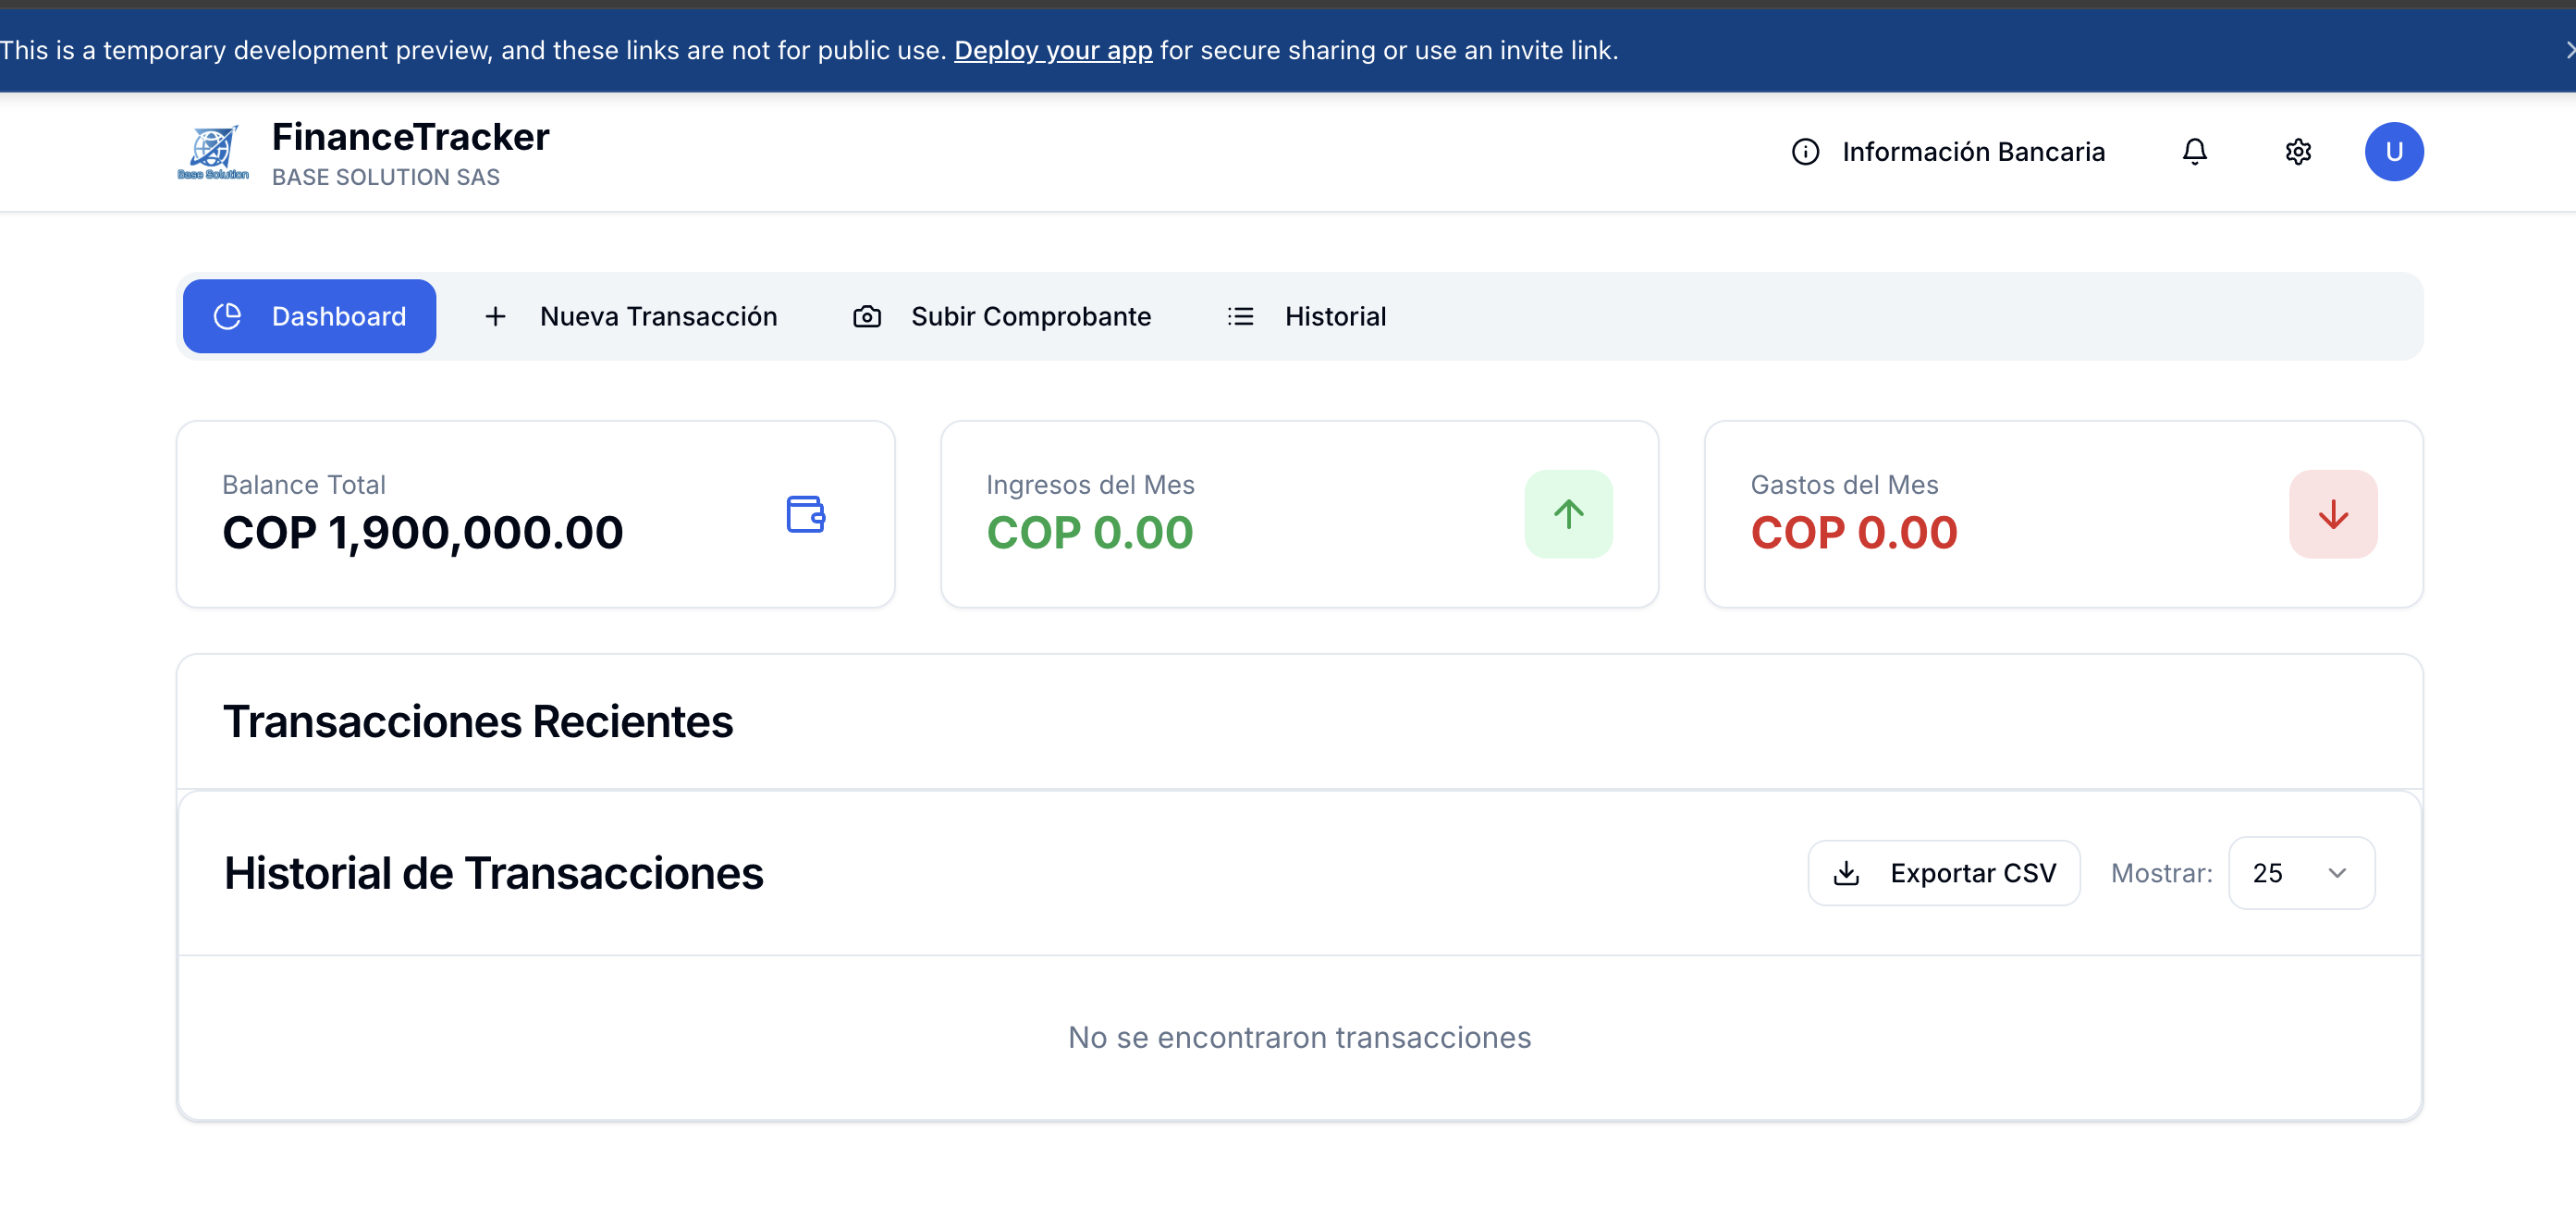 This is a temporary development preview, and these links are not for public use. Deploy your app for secure sharing or use an invite link.
Base Solution
FinanceTracker
BASE SOLUTION SAS
Información Bancaria
U
Dashboard
Nueva Transacción
Subir Comprobante
Historial
Balance Total
COP 1,900,000.00
Ingresos del Mes
COP 0.00
Gastos del Mes
COP 0.00
Transacciones Recientes
Historial de Transacciones
Exportar CSV
Mostrar:
25
No se encontraron transacciones